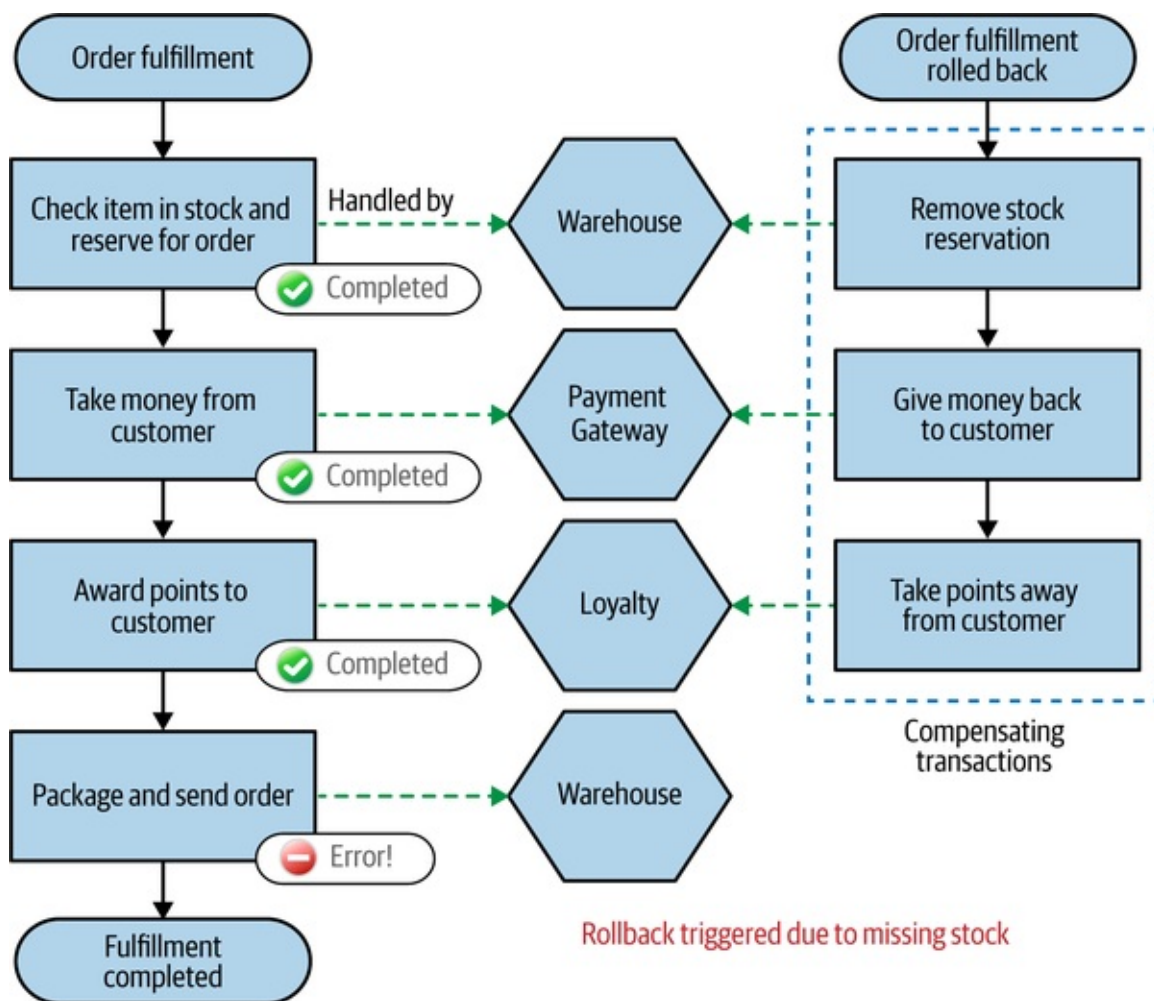 Order fulfillment
Order fulfillment
rolled back
Check item in stock and
reserve for order
Completed
Handled by
Warehouse
Remove stock
reservation
Take money from
customer
Completed
Payment
Gateway
Give money back
to customer
Award points to
customer
Completed
Loyalty
Take points away
from customer
Compensating
transactions
Package and send order
Error!
Warehouse
Rollback triggered due to missing stock
Fulfillment
completed